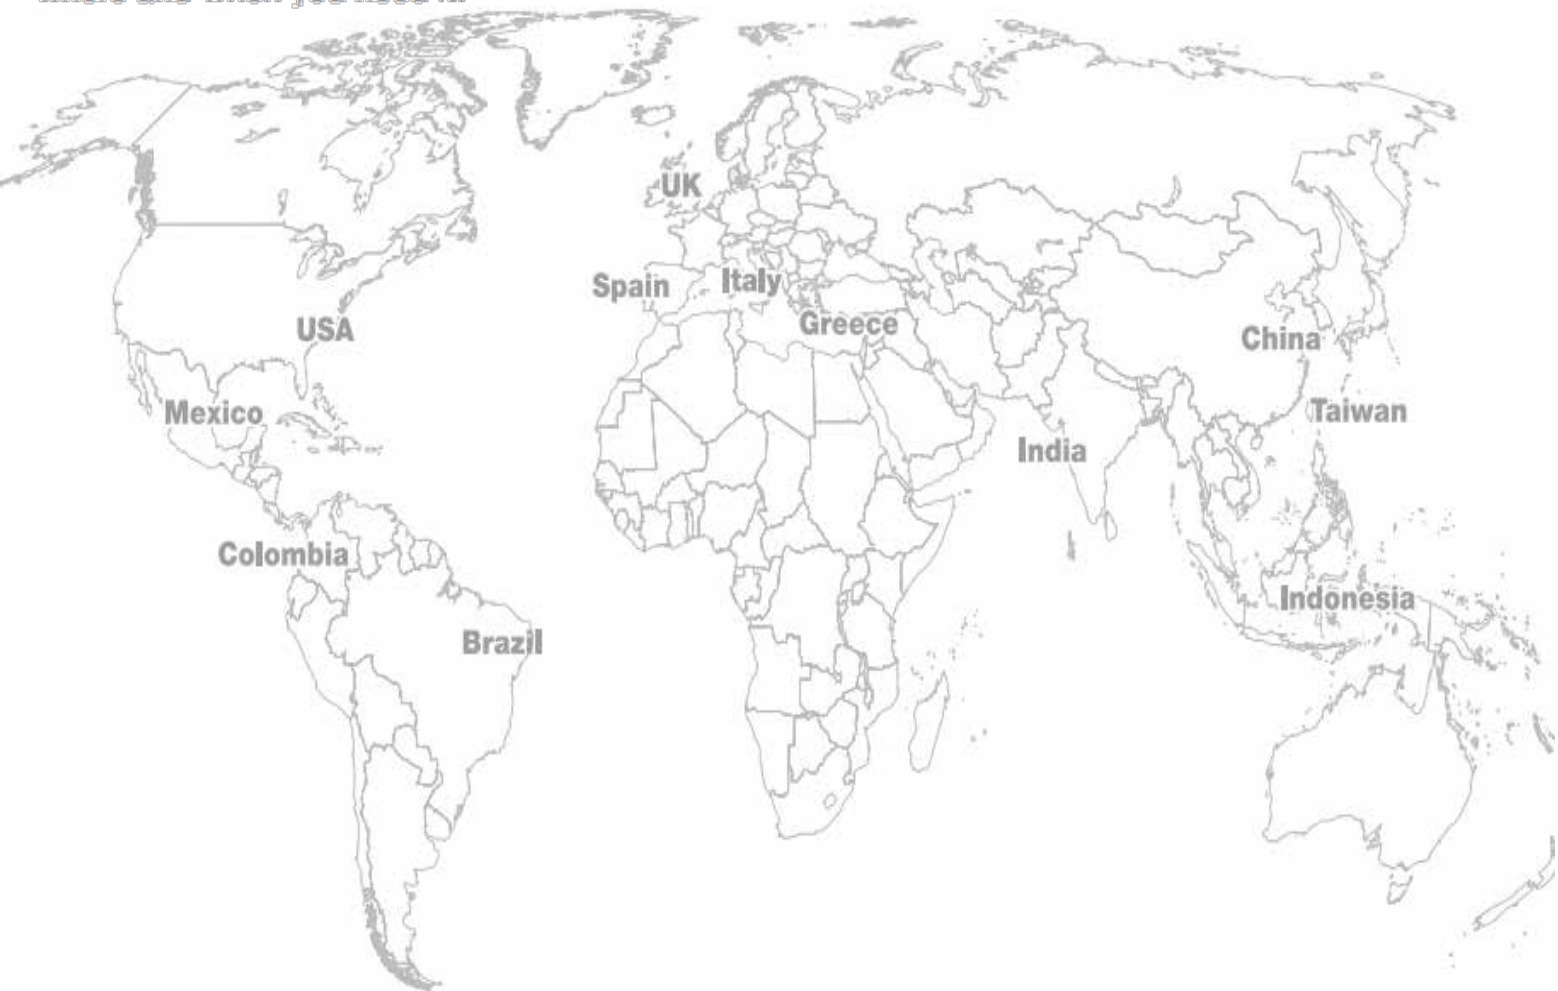 UK
Spain
Italy
Greece
USA
China
Mexico
Taiwan
India
Colombia
Indonesia
Brazil